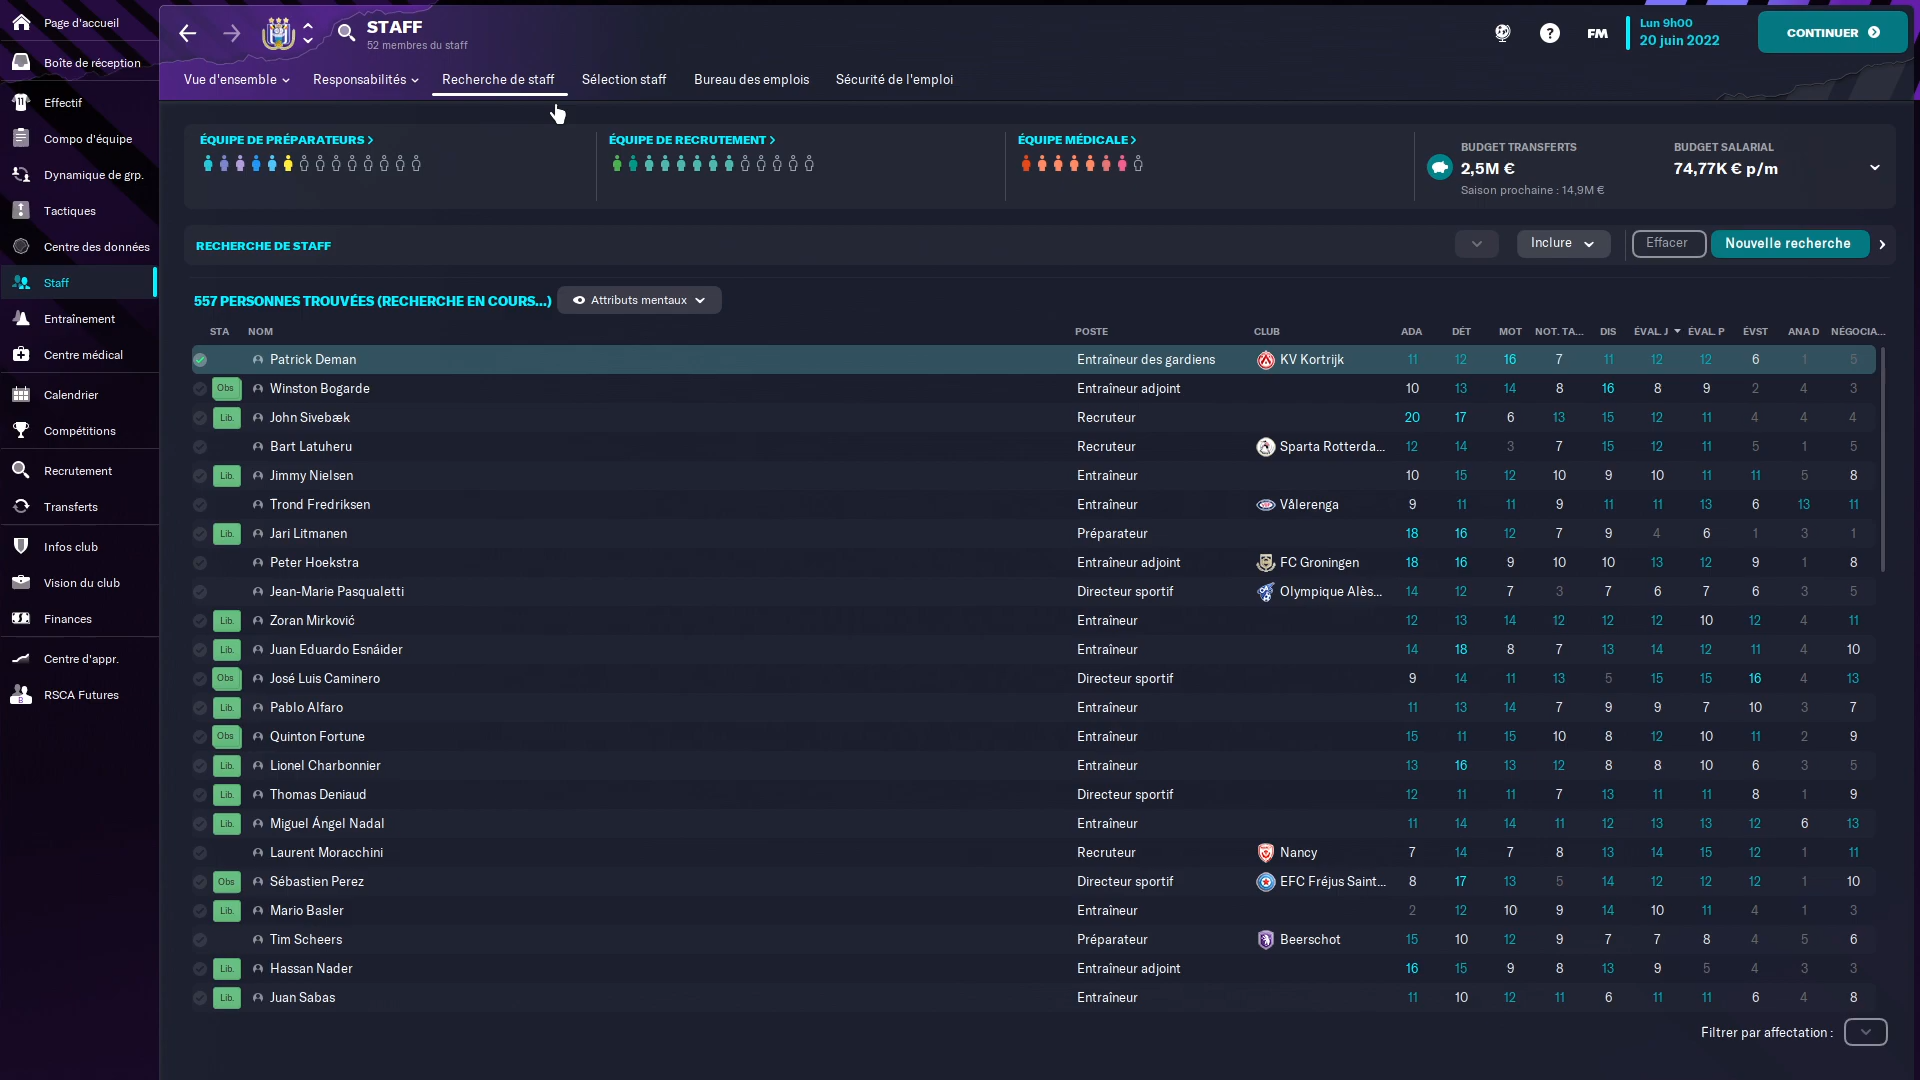 Page d'accueil
Boîte de réception
Effectif
Compo d'équipe
Dynamique de grp.
Tactiques
Centre des données
Staff
Entraînement
Centre médical
Calendrier
Compétitions
Recrutement
Transferts
Infos club
Vision du club
Finances
Centre d'appr.
RSCA Futures
STAFF
52 membres du staff
FM
Lun 9h00
20 juin 2022
CONTINUER
Vue d'ensemble Responsabilités Recherche de staff Sélection staff Bureau des emplois Sécurité de l'emploi
ÉQUIPE DE PRÉPARATEURS > ÉQUIPE DE RECRUTEMENT > ÉQUIPE MÉDICALE >
BUDGET TRANSFERTS BUDGET SALARIAL
2,5M € 74,77K € p/m
Saison prochaine : 14,9M €
RECHERCHE DE STAFF Inclure Effacer Nouvelle recherche
557 PERSONNES TROUVÉES (RECHERCHE EN COURS...) Attributs mentaux
STA NOM POSTE CLUB ADA DÉT MOT NOT. TA... DIS ÉVAL. J ÉVAL. P ÉVST ANA D NÉGOCIA...
Patrick Deman Entraîneur des gardiens KV Kortrijk 11 12 16 7 11 12 12 6 1 5
Obs Winston Bogarde Entraîneur adjoint 10 13 14 8 16 8 9 2 4 3
Lib. John Sivebæk Recruteur 20 17 6 13 15 12 11 4 4 4
Bart Latuheru Recruteur Sparta Rotterda... 12 14 3 7 15 12 11 5 1 5
Lib. Jimmy Nielsen Entraîneur 10 15 12 10 9 10 11 11 5 8
Trond Fredriksen Entraîneur Vålerenga 9 11 11 9 11 11 13 6 13 11
Lib. Jari Litmanen Préparateur 18 16 12 7 9 4 6 1 3 1
Peter Hoekstra Entraîneur adjoint FC Groningen 18 16 9 10 10 13 12 9 1 8
Jean-Marie Pasqualetti Directeur sportif Olympique Alès... 14 12 7 3 7 6 7 6 3 5
Lib. Zoran Mirković Entraîneur 12 13 14 12 12 12 10 12 4 11
Lib. Juan Eduardo Esnáider Entraîneur 14 18 8 7 13 14 12 11 4 10
Obs José Luis Caminero Directeur sportif 9 14 11 13 5 15 15 16 4 13
Lib. Pablo Alfaro Entraîneur 11 13 14 7 9 9 7 10 3 7
Obs Quinton Fortune Entraîneur 15 11 15 10 8 12 10 11 2 9
Lib. Lionel Charbonnier Entraîneur 13 16 13 12 8 8 10 6 3 5
Lib. Thomas Deniaud Directeur sportif 12 11 11 7 13 11 11 8 1 9
Lib. Miguel Ángel Nadal Entraîneur 11 14 14 11 12 13 13 12 6 13
Laurent Moracchini Recruteur Nancy 7 14 7 8 13 14 15 12 1 11
Obs Sébastien Perez Directeur sportif EFC Fréjus Saint... 8 17 13 5 14 12 12 12 1 10
Lib. Mario Basler Entraîneur 2 12 10 9 14 10 11 4 1 3
Tim Scheers Préparateur Beerschot 15 10 12 9 7 7 8 4 5 6
Lib. Hassan Nader Entraîneur adjoint 16 15 9 8 13 9 5 4 3 3
Lib. Juan Sabas Entraîneur 11 10 12 11 6 11 11 6 4 8
Filtrer par affectation :